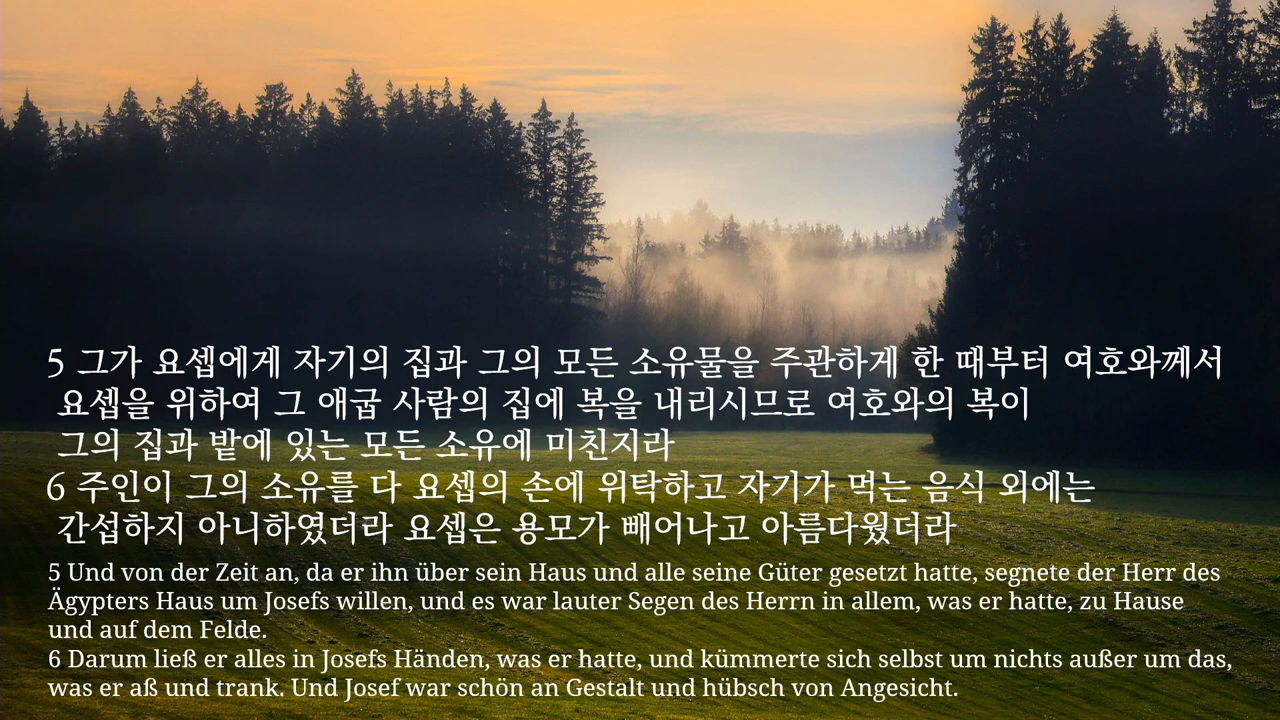 5 그가 요셉에게 자기의 집과 그의 모든 소유물을 주관하게 한 때부터 여호와께서
요셉을 위하여 그 애굽 사람의 집에 복을 내리시므로 여호와의 복이
그의 집과 밭에 있는 모든 소유에 미친지라
6 주인이 그의 소유를 다 요셉의 손에 위탁하고 자기가 먹는 음식 외에는
간섭하지 아니하였더라 요셉은 용모가 빼어나고 아름다웠더라
5 Und von der Zeit an, da er ihn über sein Haus und alle seine Güter gesetzt hatte, segnete der Herr des
Ägypters Haus um Josefs willen, und es war lauter Segen des Herrn in allem, was er hatte, zu Hause
und auf dem Felde.
6 Darum ließ er alles in Josefs Händen, was er hatte, und kümmerte sich selbst um nichts außer um das,
was er aß und trank. Und Josef war schön an Gestalt und hübsch von Angesicht.